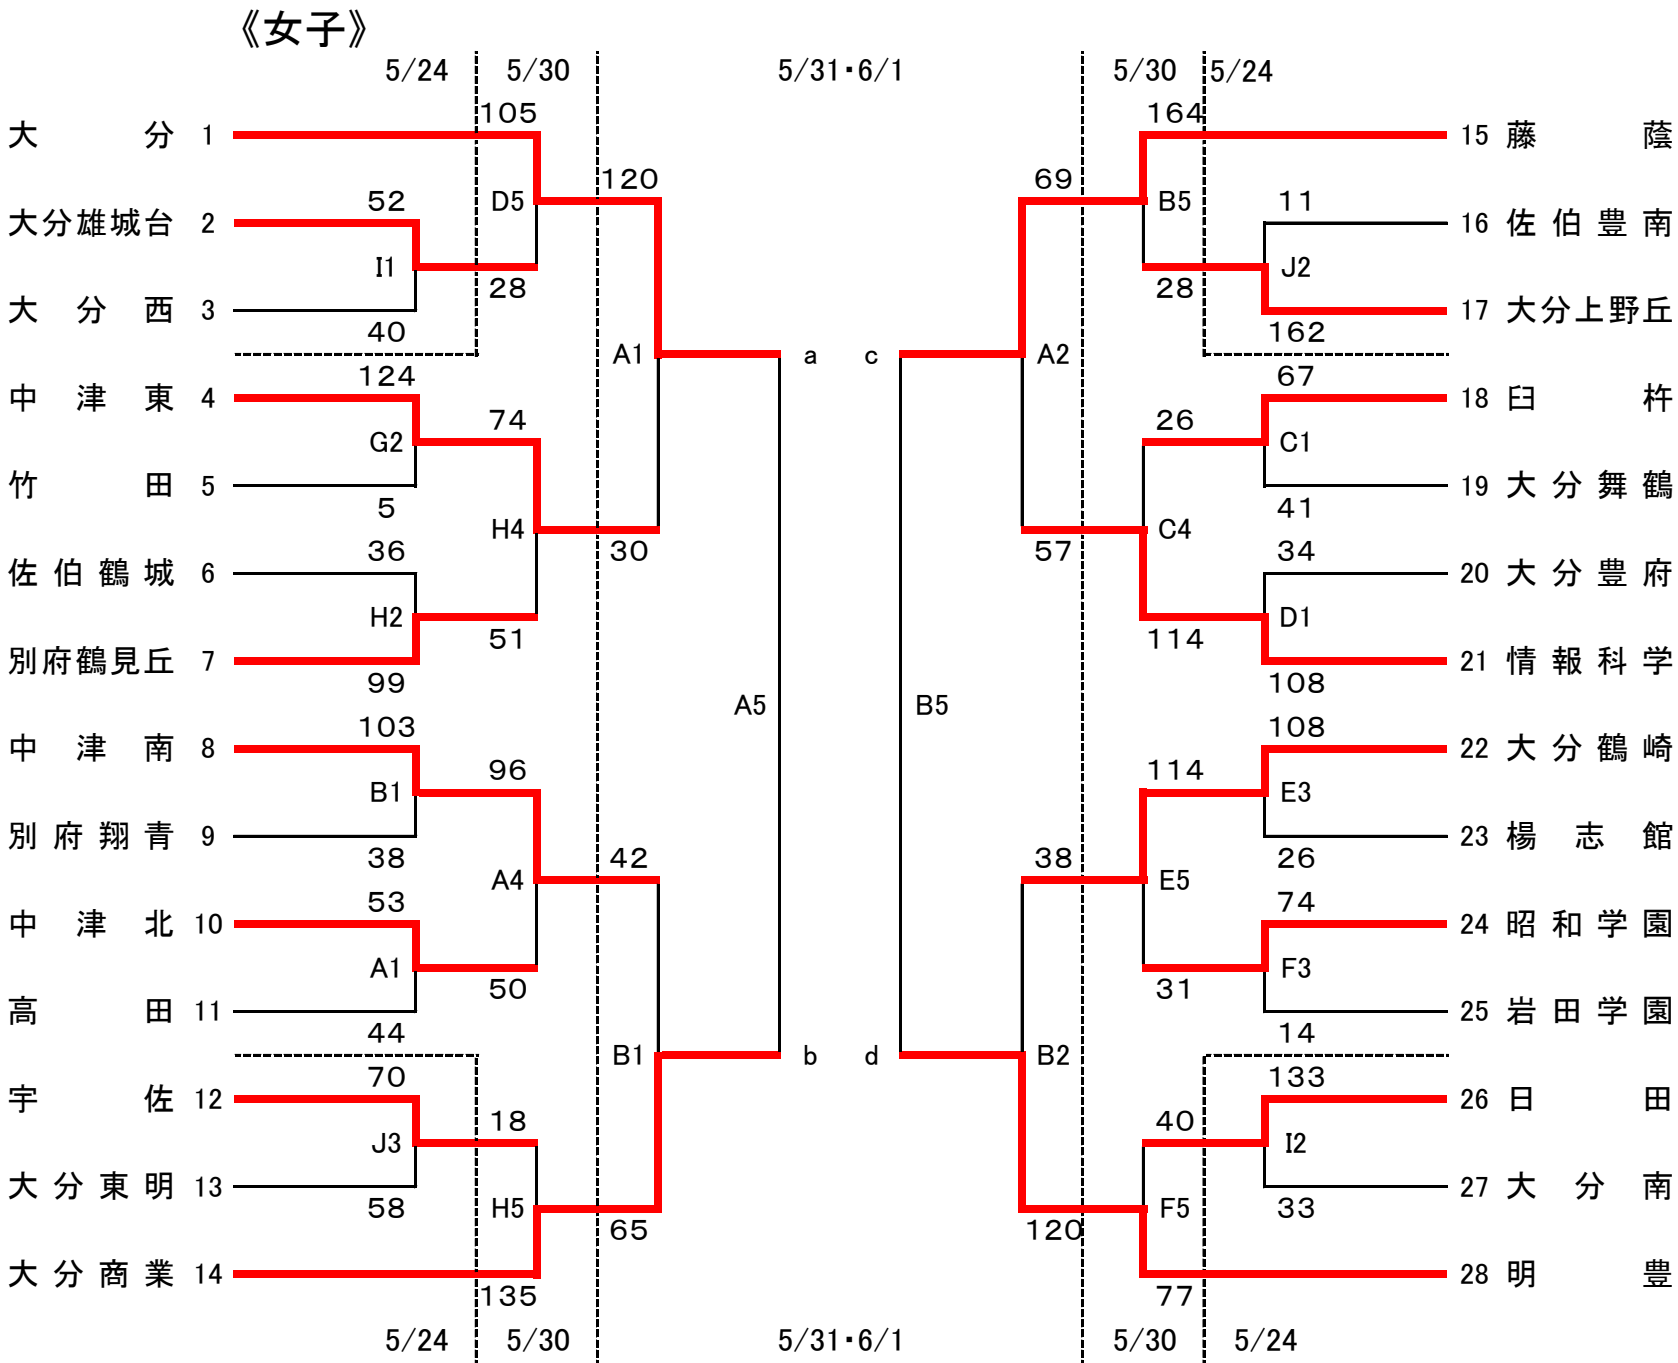 《女子》
5/24 5/30 5/31・6/1 5/30 5/24
105 164
大分 1 15 藤蔭
120 69
52 D5 B5 11
大分雄城台 2 16 佐伯豊南
I1 J2
28 28
大分西 3 17 大分上野丘
40 162
A1 a c A2
124 67
中津東 4 18 臼杵
74 26
G2 C1
竹田 5 19 大分舞鶴
5 41
H4 C4
36 30 57 34
佐伯鶴城 6 20 大分豊府
H2 D1
51 114
別府鶴見丘 7 21 情報科学
99 108
A5 B5
103 108
中津南 8 22 大分鶴崎
96 114
B1 E3
別府翔青 9 23 楊志館
38 42 38 26
A4 E5
53 74
中津北 10 24 昭和学園
A1 F3
50 31
高田 11 25 岩田学園
44 14
B1 b d B2
70 133
宇佐 12 26 日田
18 40
J3 I2
大分東明 13 27 大分南
58 H5 F5 33
65 120
大分商業 14 28 明豊
135 77
5/24 5/30 5/31・6/1 5/30 5/24